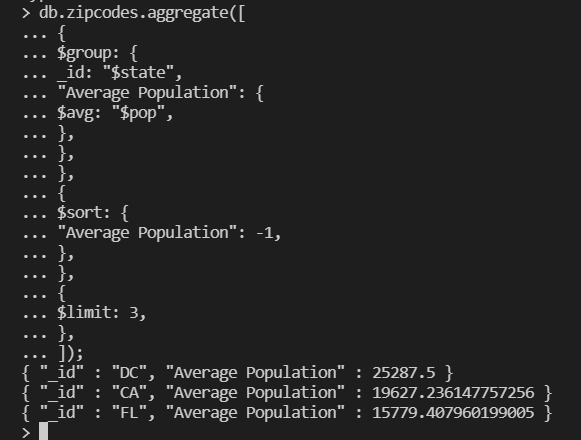 > db.zipcodes.aggregate([
... {
... $group: {
... _id: "$state",
... "Average Population": {
... $avg: "$pop",
... },
... },
... },
... {
... $sort: {
... "Average Population": -1,
... },
... },
... {
... $limit: 3,
... },
... ]);
{ "_id" : "DC", "Average Population" : 25287.5 }
{ "_id" : "CA", "Average Population" : 19627.236147757256 }
{ "_id" : "FL", "Average Population" : 15779.407960199005 }
>